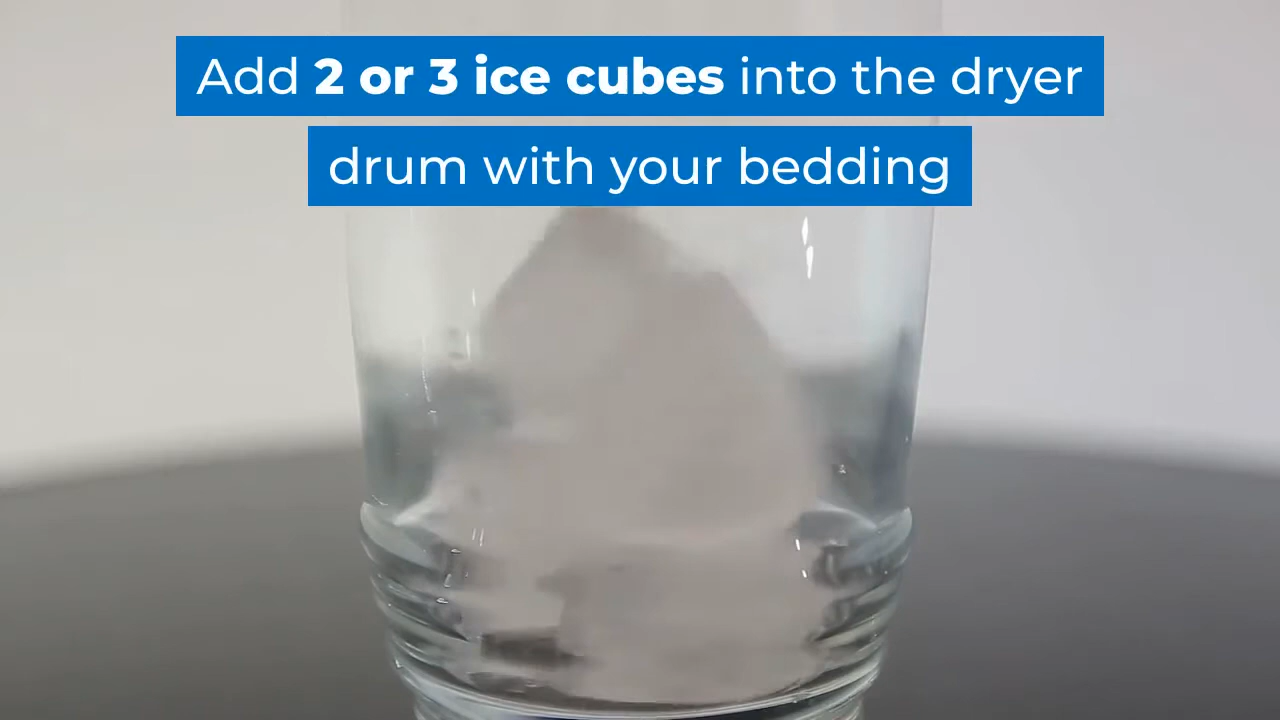 Add 2 or 3 ice cubes into the dryer
drum with your bedding